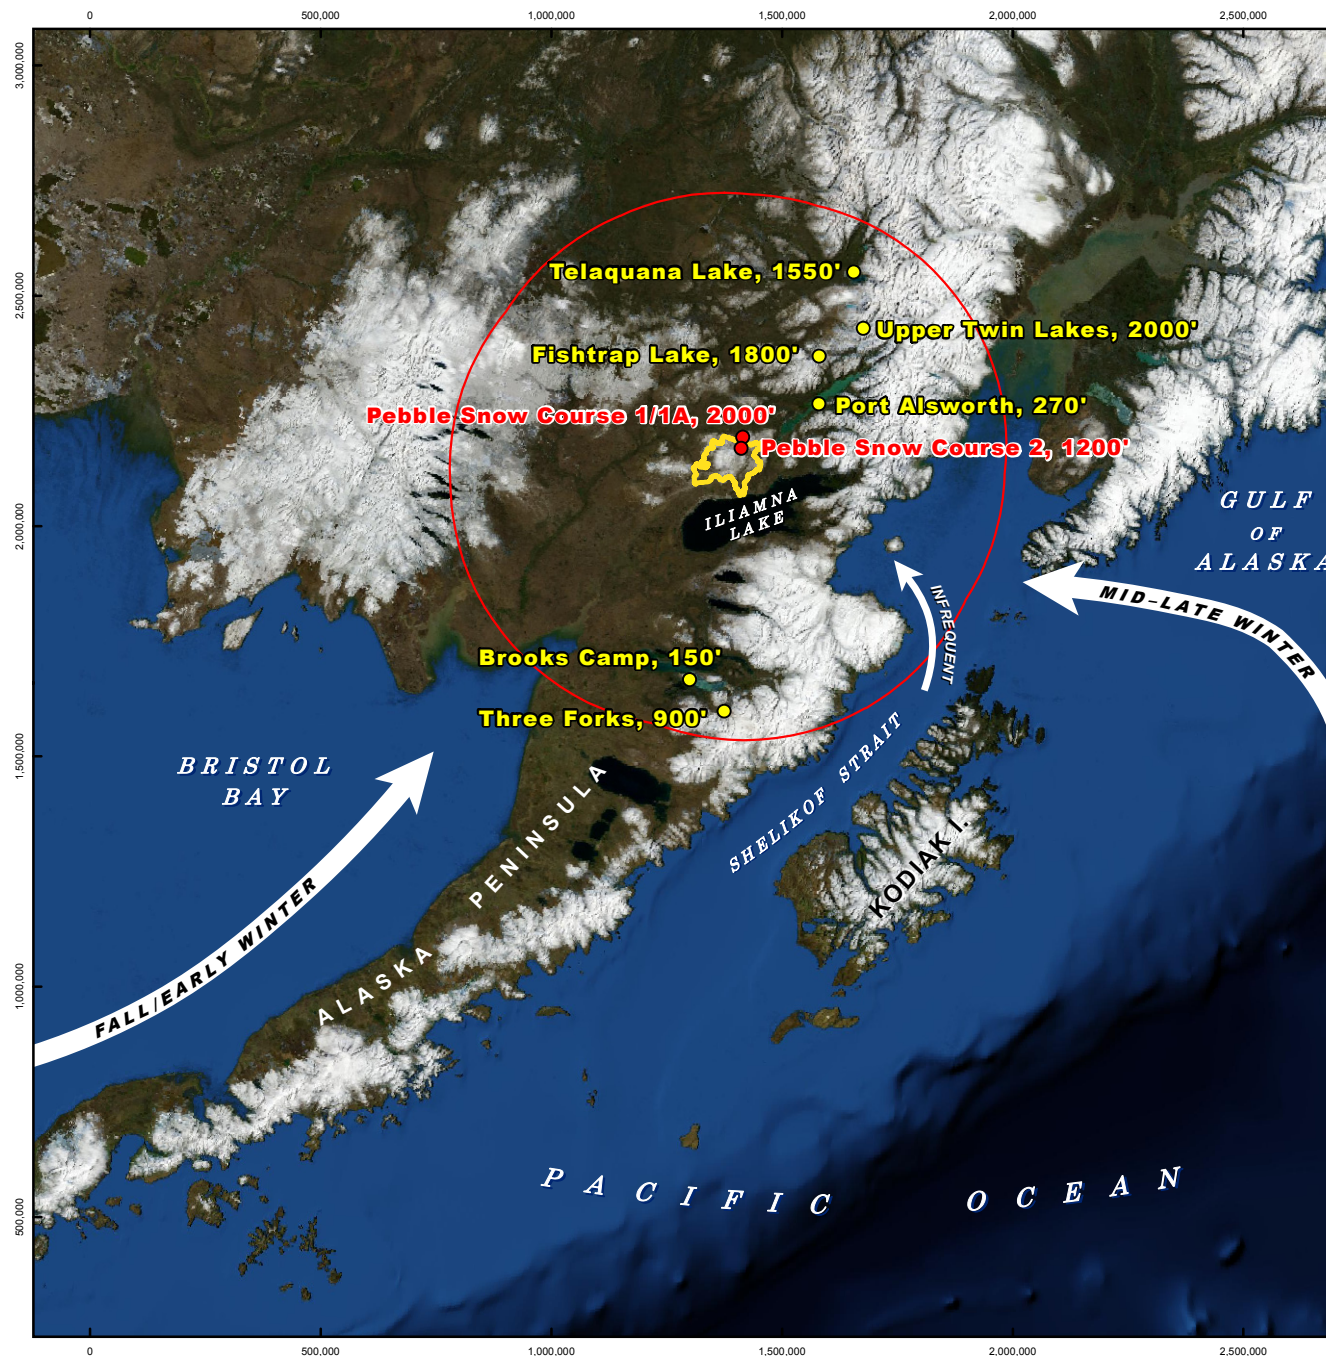 0
500,000
1,000,000
1,500,000
2,000,000
2,500,000
3,000,000
2,500,000
2,000,000
1,500,000
1,000,000
500,000
Telaquana Lake, 1550'
Upper Twin Lakes, 2000'
Fishtrap Lake, 1800'
Port Alsworth, 270'
Pebble Snow Course 1/1A, 2000'
Pebble Snow Course 2, 1200'
ILIAMNA
LAKE
GULF
OF
ALASKA
MID-LATE WINTER
INFREQUENT
Brooks Camp, 150'
Three Forks, 900'
BRISTOL
BAY
SHELIKOF STRAIT
ALASKA PENINSULA
KODIAK I.
FALL/EARLY WINTER
PACIFIC OCEAN
0
500,000
1,000,000
1,500,000
2,000,000
2,500,000